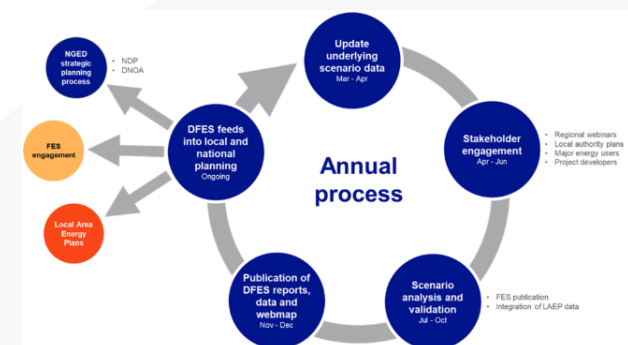 Update
underlying
scenario data
Mar - Apr
Stakeholder
engagement
Apr - Jun
• Regional webinars
• Local authority plans
• Major energy users
• Project developers
Scenario
analysis and
validation
Jul - Oct
• FES publication
• Integration of LAEP data
Publication of
DFES reports,
data and
webmap
Nov - Dec
DFES feeds
into local and
national
planning
Ongoing
NGED
strategic
planning
process
• NDP
• DNOA
FES
engagement
Local Area
Energy
Plans
Annual
process